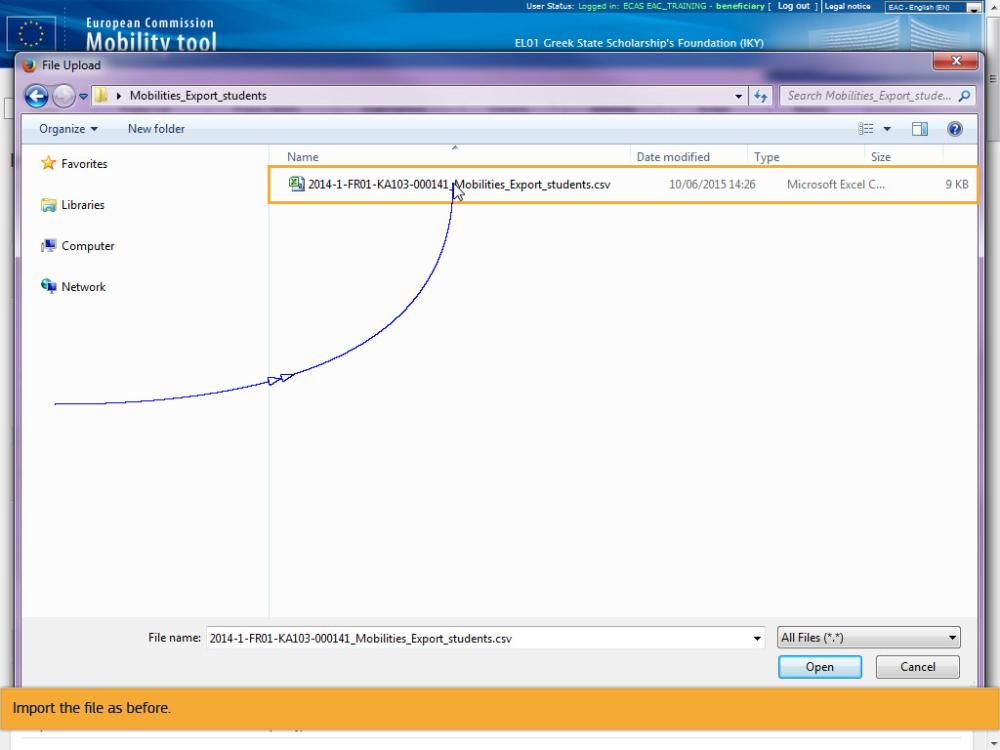 User Status: Logged in: ECAS EAC_TRAINING - beneficiary [ Log out ] Legal notice EAC - English (EN)
European Commission
Mobility tool
EL01 Greek State Scholarship's Foundation (IKY)
File Upload
Mobilities_Export_students
Search Mobilities_Export_stude...
Organize New folder
Name Date modified Type Size
Favorites
2014-1-FR01-KA103-000141_Mobilities_Export_students.csv 10/06/2015 14:26 Microsoft Excel C... 9 KB
Libraries
Computer
Network
File name: 2014-1-FR01-KA103-000141_Mobilities_Export_students.csv All Files (*.*)
Open Cancel
Import the file as before.